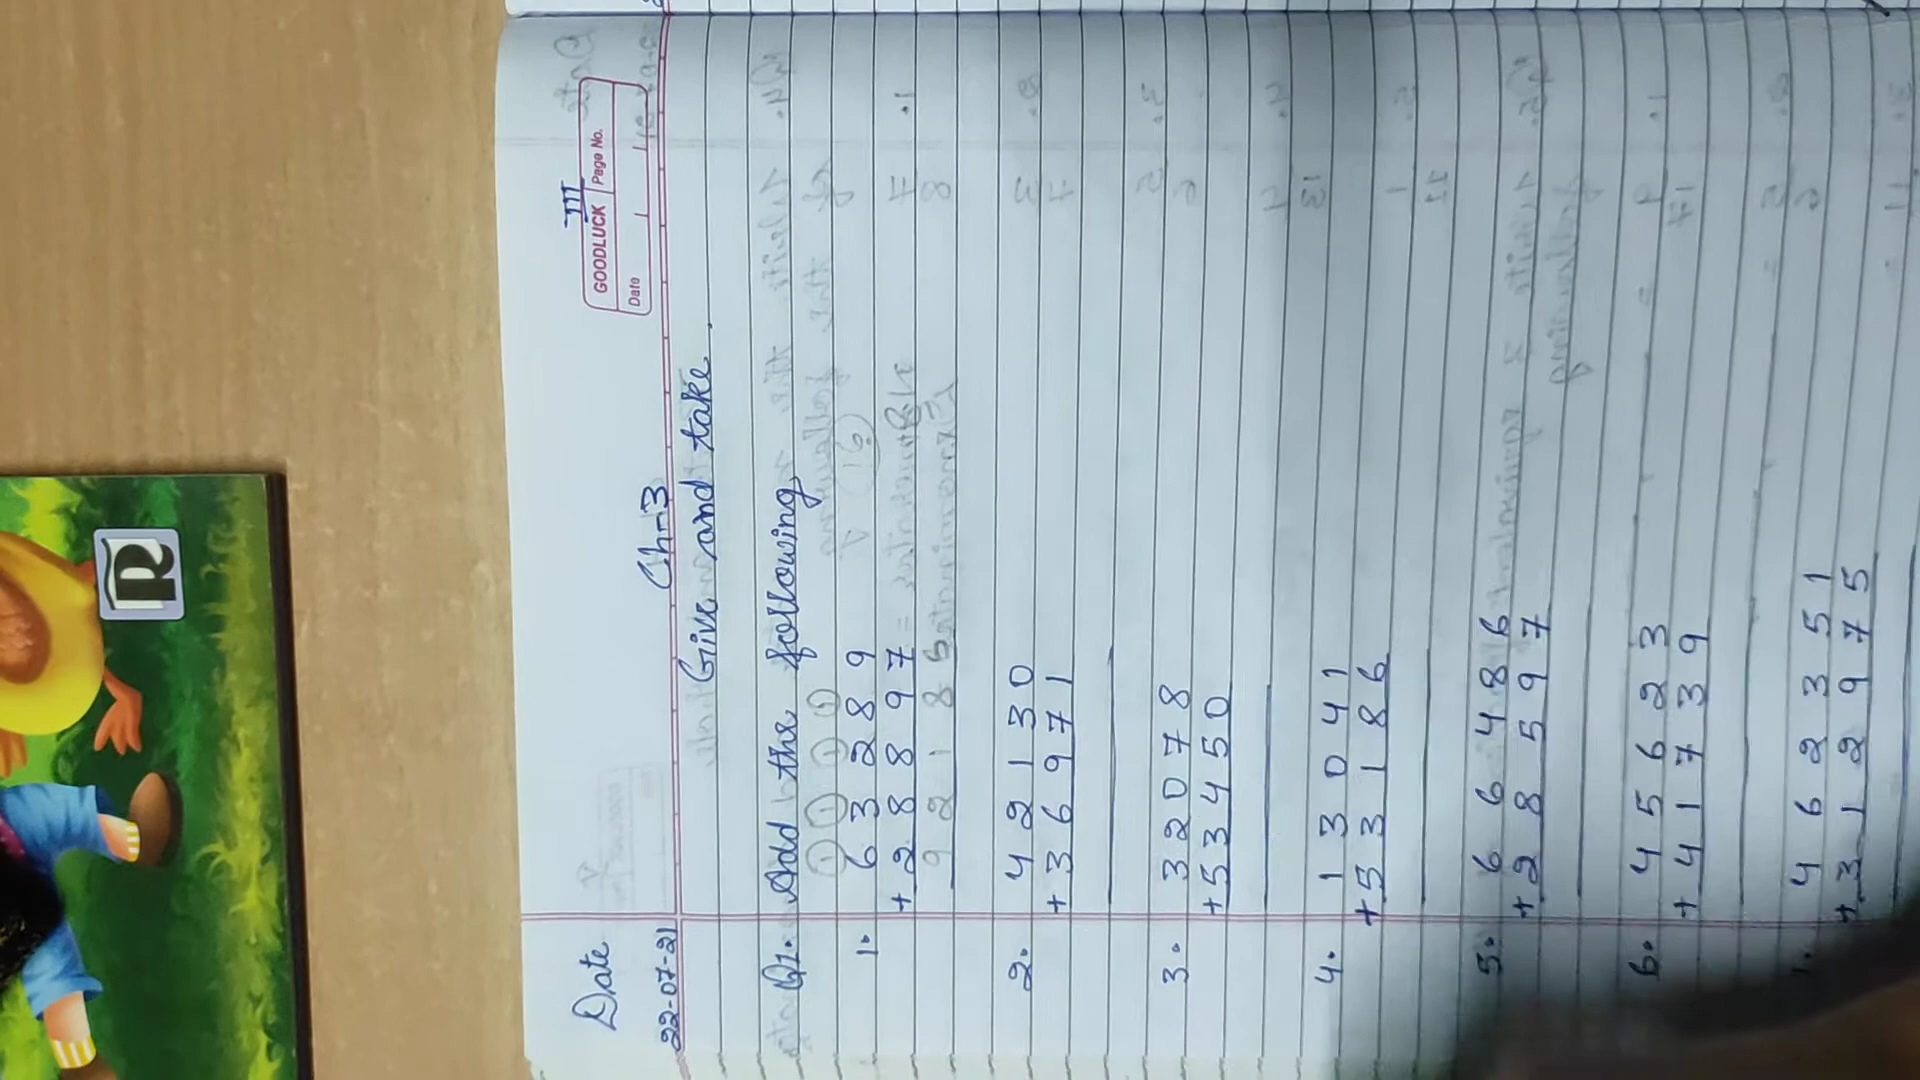 III
GOODLUCK Page No.
Date
Date
22-07-21
Ch-3
Give and take.
Q1. Add the following
1 1 1 1
1. 6 3 2 8 9
+ 2 8 8 9 7
9 2 1 8 6
2. 4 2 1 3 0
+ 3 6 9 7 1
3. 3 2 0 7 8
+ 5 3 4 5 0
4. 1 3 0 4 1
+ 5 3 1 8 6
5. 6 6 4 8 6
+ 2 8 5 9 7
6. 4 5 6 2 3
+ 4 1 7 3 9
4 6 2 3 5 1
+ 3 1 2 9 7 5
R